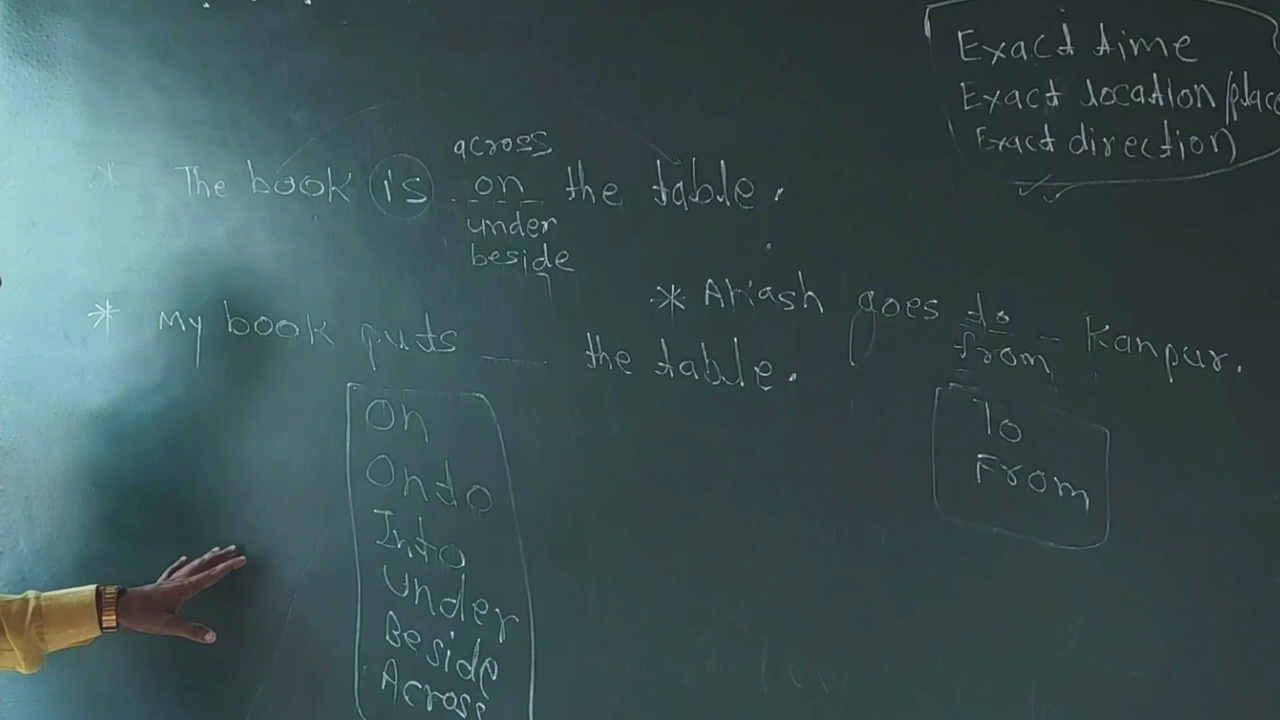 Exact time
Exact location/place
Exact direction
across
* The book is on the table.
under
beside
* My book puts ___ the table.
On
Onto
Into
Under
Beside
Across
* Akash goes to - Kanpur.
from
To
From